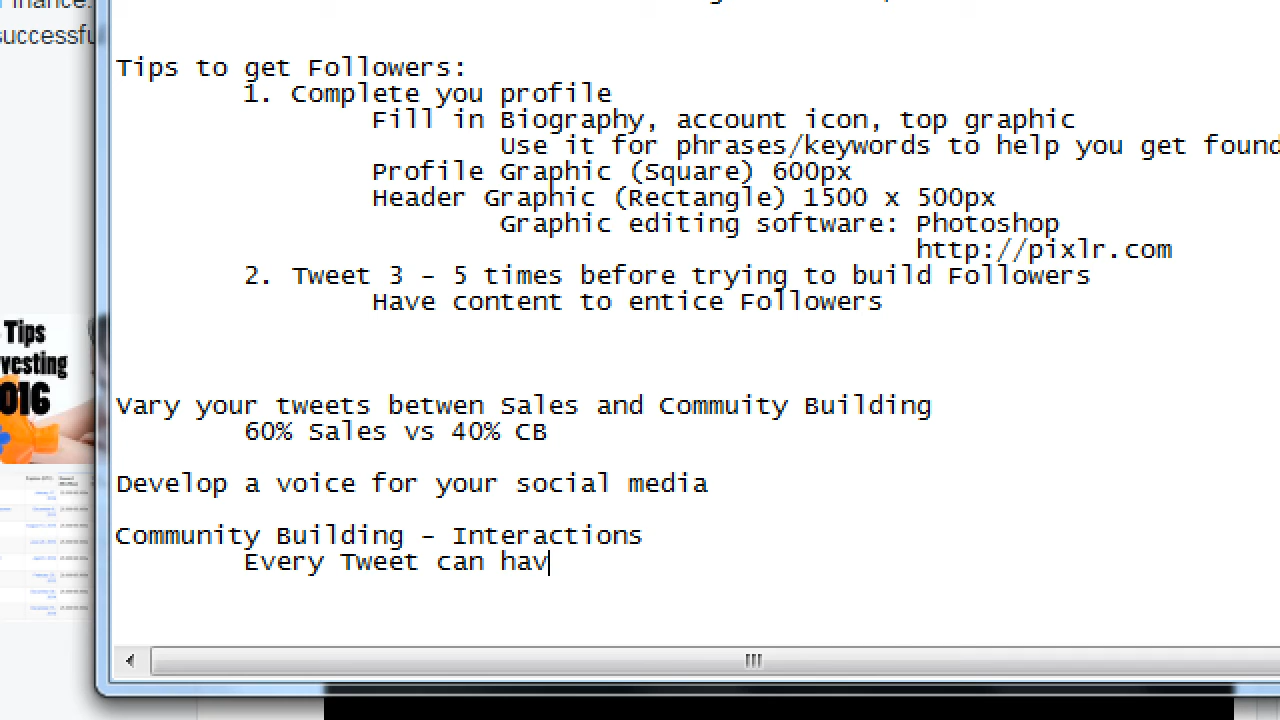 finance.
successfu
Tips to get Followers:
1. Complete you profile
Fill in Biography, account icon, top graphic
Use it for phrases/keywords to help you get found
Profile Graphic (Square) 600px
Header Graphic (Rectangle) 1500 x 500px
Graphic editing software: Photoshop
http://pixlr.com
2. Tweet 3 - 5 times before trying to build Followers
Have content to entice Followers
Tips
vesting
016
Vary your tweets betwen Sales and Commuity Building
60% Sales vs 40% CB
Develop a voice for your social media
Community Building - Interactions
Every Tweet can hav